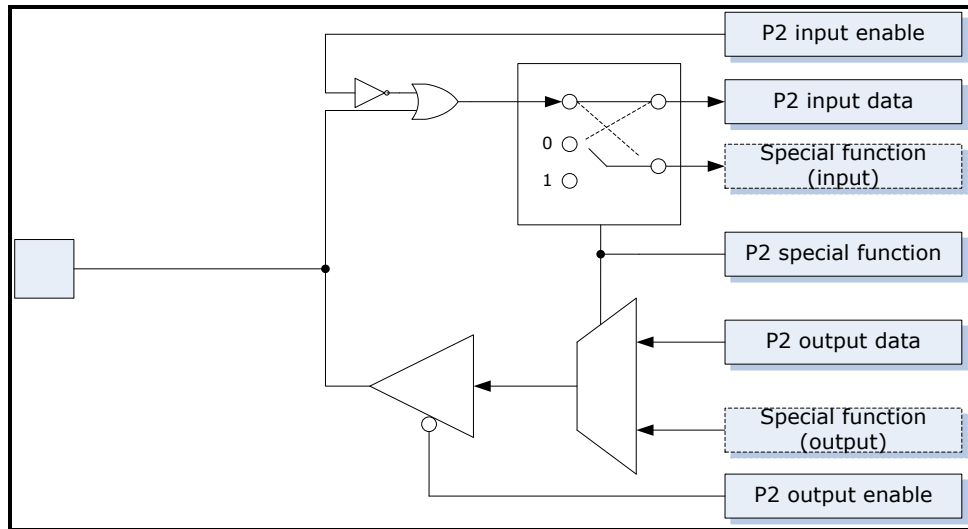 P2 input enable
P2 input data
0
Special function
(input)
1
P2 special function
P2 output data
Special function
(output)
P2 output enable